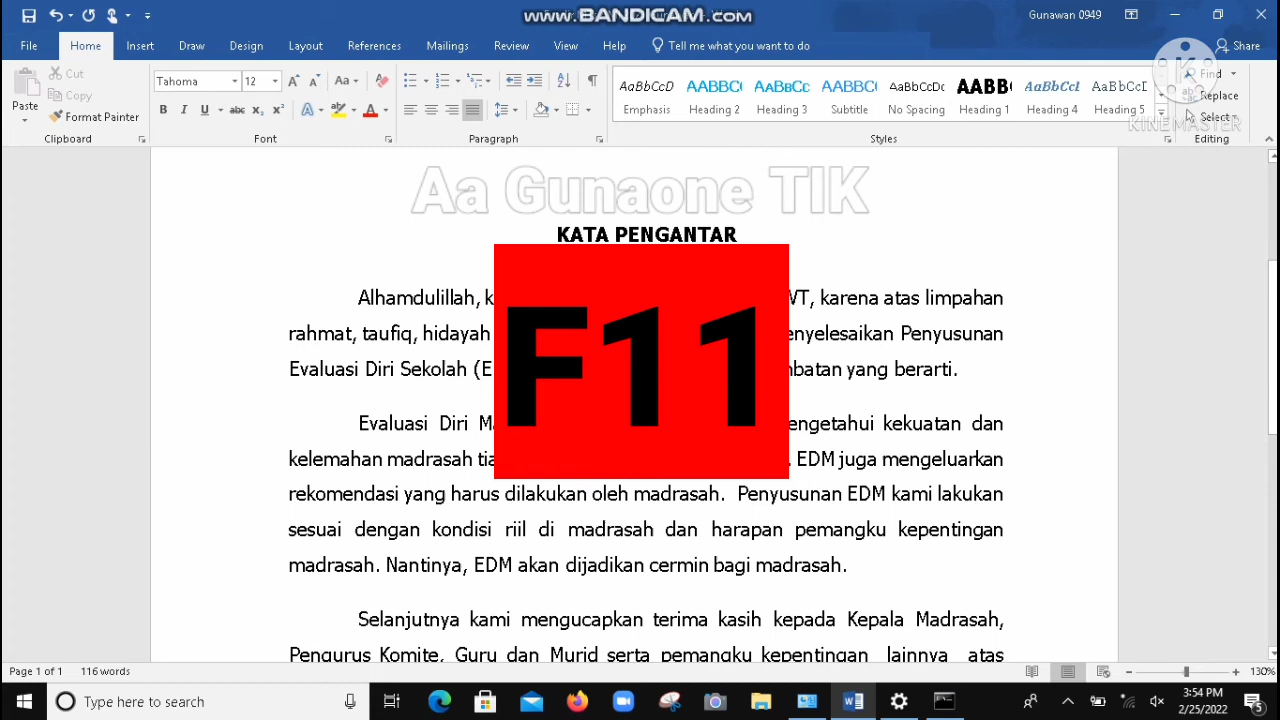 www.BANDICAM.com
Gunawan 0949
File Home Insert Draw Design Layout References Mailings Review View Help Tell me what you want to do Share
Paste
Cut
Copy
Format Painter
Clipboard
Tahoma 12
Aa
B I U abc x₂ x²
A A
Font
Paragraph
AaBbCcD AABBC AABBCC AABBC AaBbCcDc AABB AaBbCcI AaBbCcI
Emphasis Heading 2 Heading 3 Subtitle No Spacing Heading 1 Heading 4 Heading 5
Styles
Find
Replace
Select
Editing
KINEMASTER
Aa Gunaone TIK
KATA PENGANTAR
F11
Alhamdulillah, karena atas limpahan
rahmat, taufiq, hidayah Penyusunan
Evaluasi Diri Sekolah yang berarti.
Evaluasi Diri kekuatan dan
kelemahan madrasah EDM juga mengeluarkan
rekomendasi yang harus dilakukan oleh madrasah. Penyusunan EDM kami lakukan
sesuai dengan kondisi riil di madrasah dan harapan pemangku kepentingan
madrasah. Nantinya, EDM akan dijadikan cermin bagi madrasah.
Selanjutnya kami mengucapkan terima kasih kepada Kepala Madrasah,
Pengurus Komite, Guru dan Murid serta pemangku kepentingan lainnya atas
Page 1 of 1 116 words 130%
Type here to search
3:54 PM
2/25/2022
5